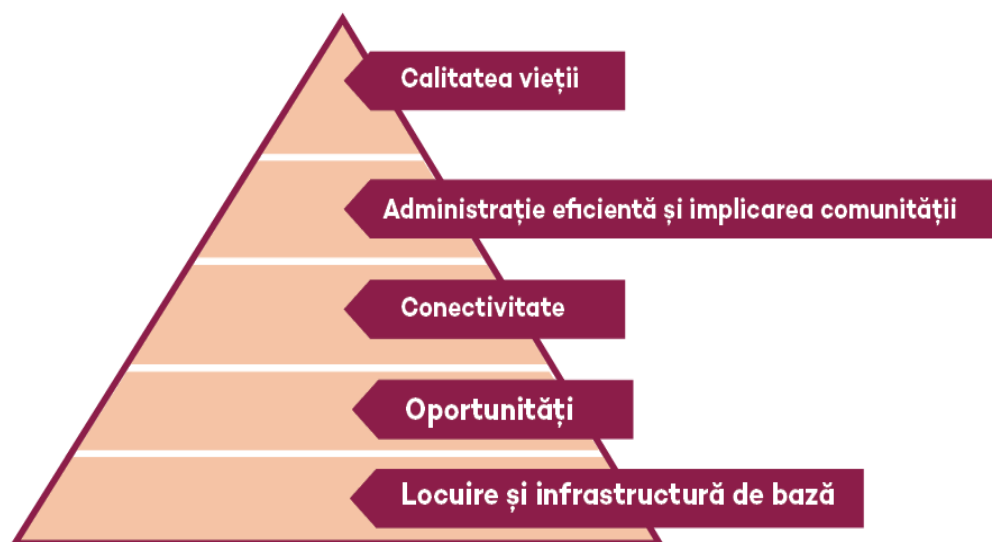 Calitatea vieții
Administrație eficientă și implicarea comunității
Conectivitate
Oportunități
Locuire și infrastructură de bază